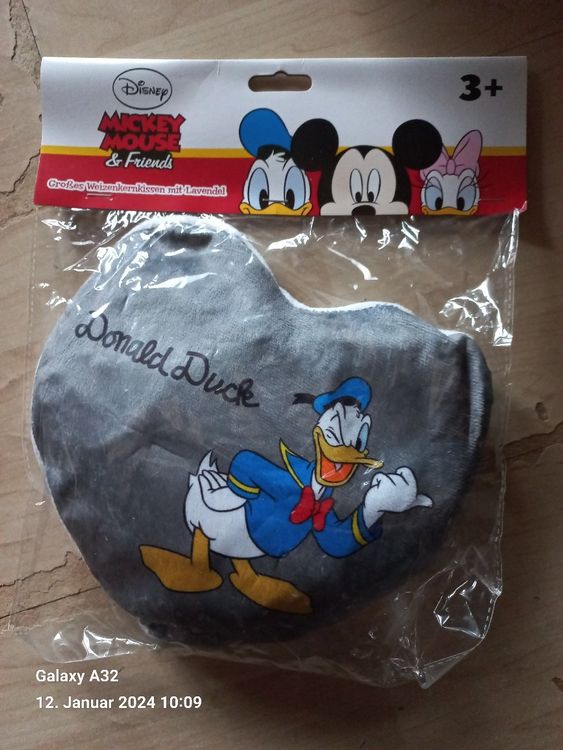 Disney
3+
MICKEY
MOUSE
& Friends
Großes Weizenkernkissen mit Lavendel
Donald Duck
Galaxy A32
12. Januar 2024 10:09